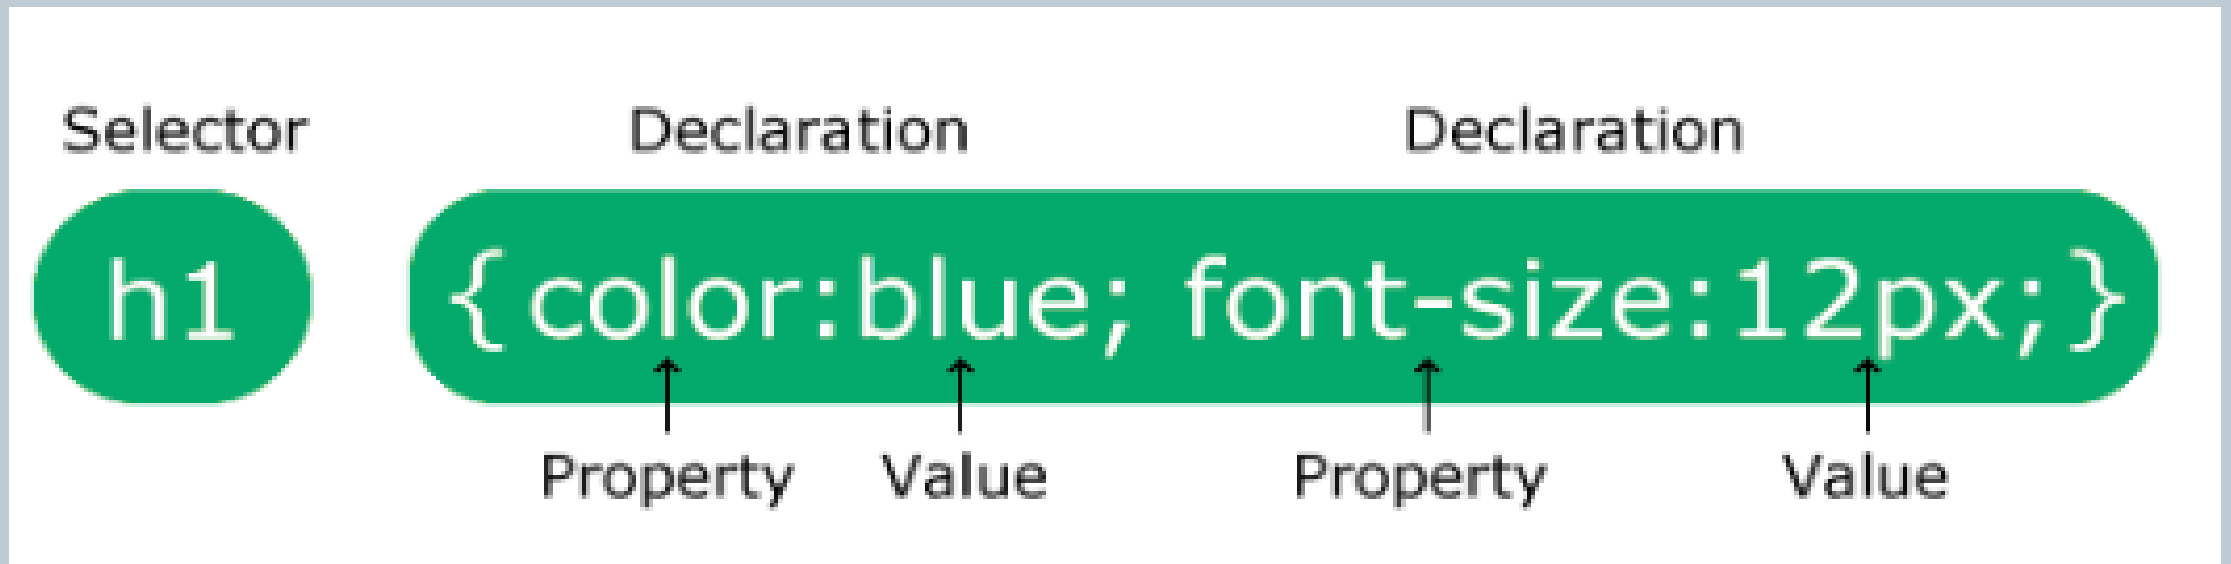 Selector Declaration Declaration
h1 {color:blue; font-size:12px;}
Property Value Property Value